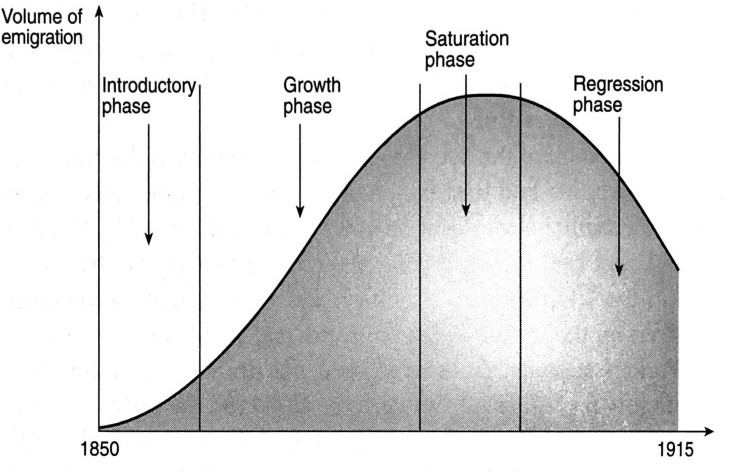 Volume of
emigration
Introductory
phase
Growth
phase
Saturation
phase
Regression
phase
1850
1915